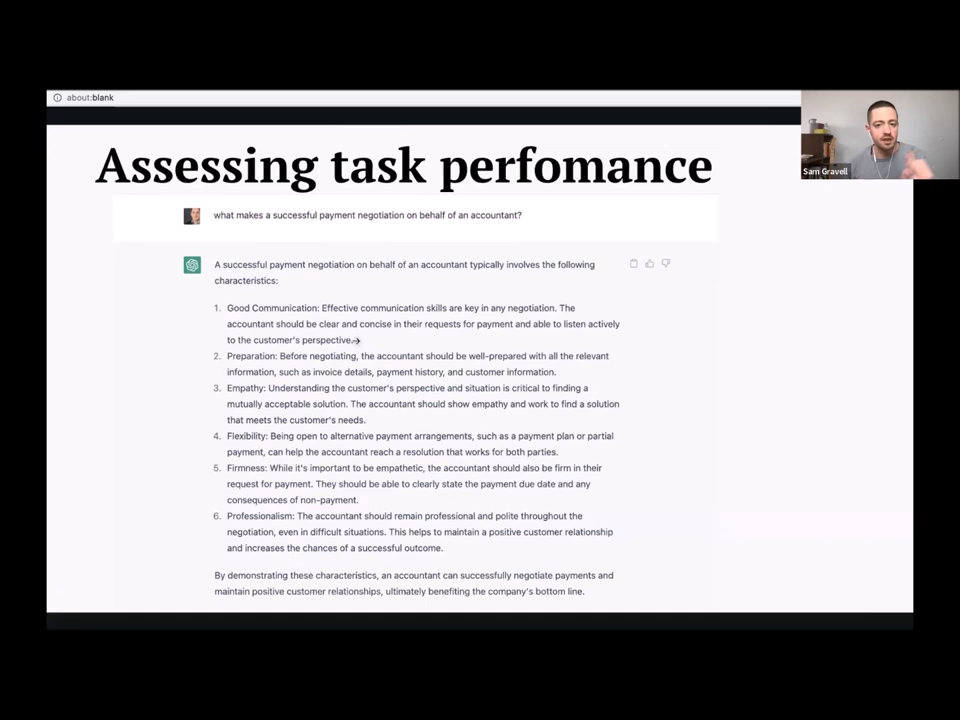 about:blank
Assessing task perfomance
Sam Gravell
what makes a successful payment negotiation on behalf of an accountant?
A successful payment negotiation on behalf of an accountant typically involves the following
characteristics:
1. Good Communication: Effective communication skills are key in any negotiation. The
accountant should be clear and concise in their requests for payment and able to listen actively
to the customer's perspective.
2. Preparation: Before negotiating, the accountant should be well-prepared with all the relevant
information, such as invoice details, payment history, and customer information.
3. Empathy: Understanding the customer's perspective and situation is critical to finding a
mutually acceptable solution. The accountant should show empathy and work to find a solution
that meets the customer's needs.
4. Flexibility: Being open to alternative payment arrangements, such as a payment plan or partial
payment, can help the accountant reach a resolution that works for both parties.
5. Firmness: While it's important to be empathetic, the accountant should also be firm in their
request for payment. They should be able to clearly state the payment due date and any
consequences of non-payment.
6. Professionalism: The accountant should remain professional and polite throughout the
negotiation, even in difficult situations. This helps to maintain a positive customer relationship
and increases the chances of a successful outcome.
By demonstrating these characteristics, an accountant can successfully negotiate payments and
maintain positive customer relationships, ultimately benefiting the company's bottom line.